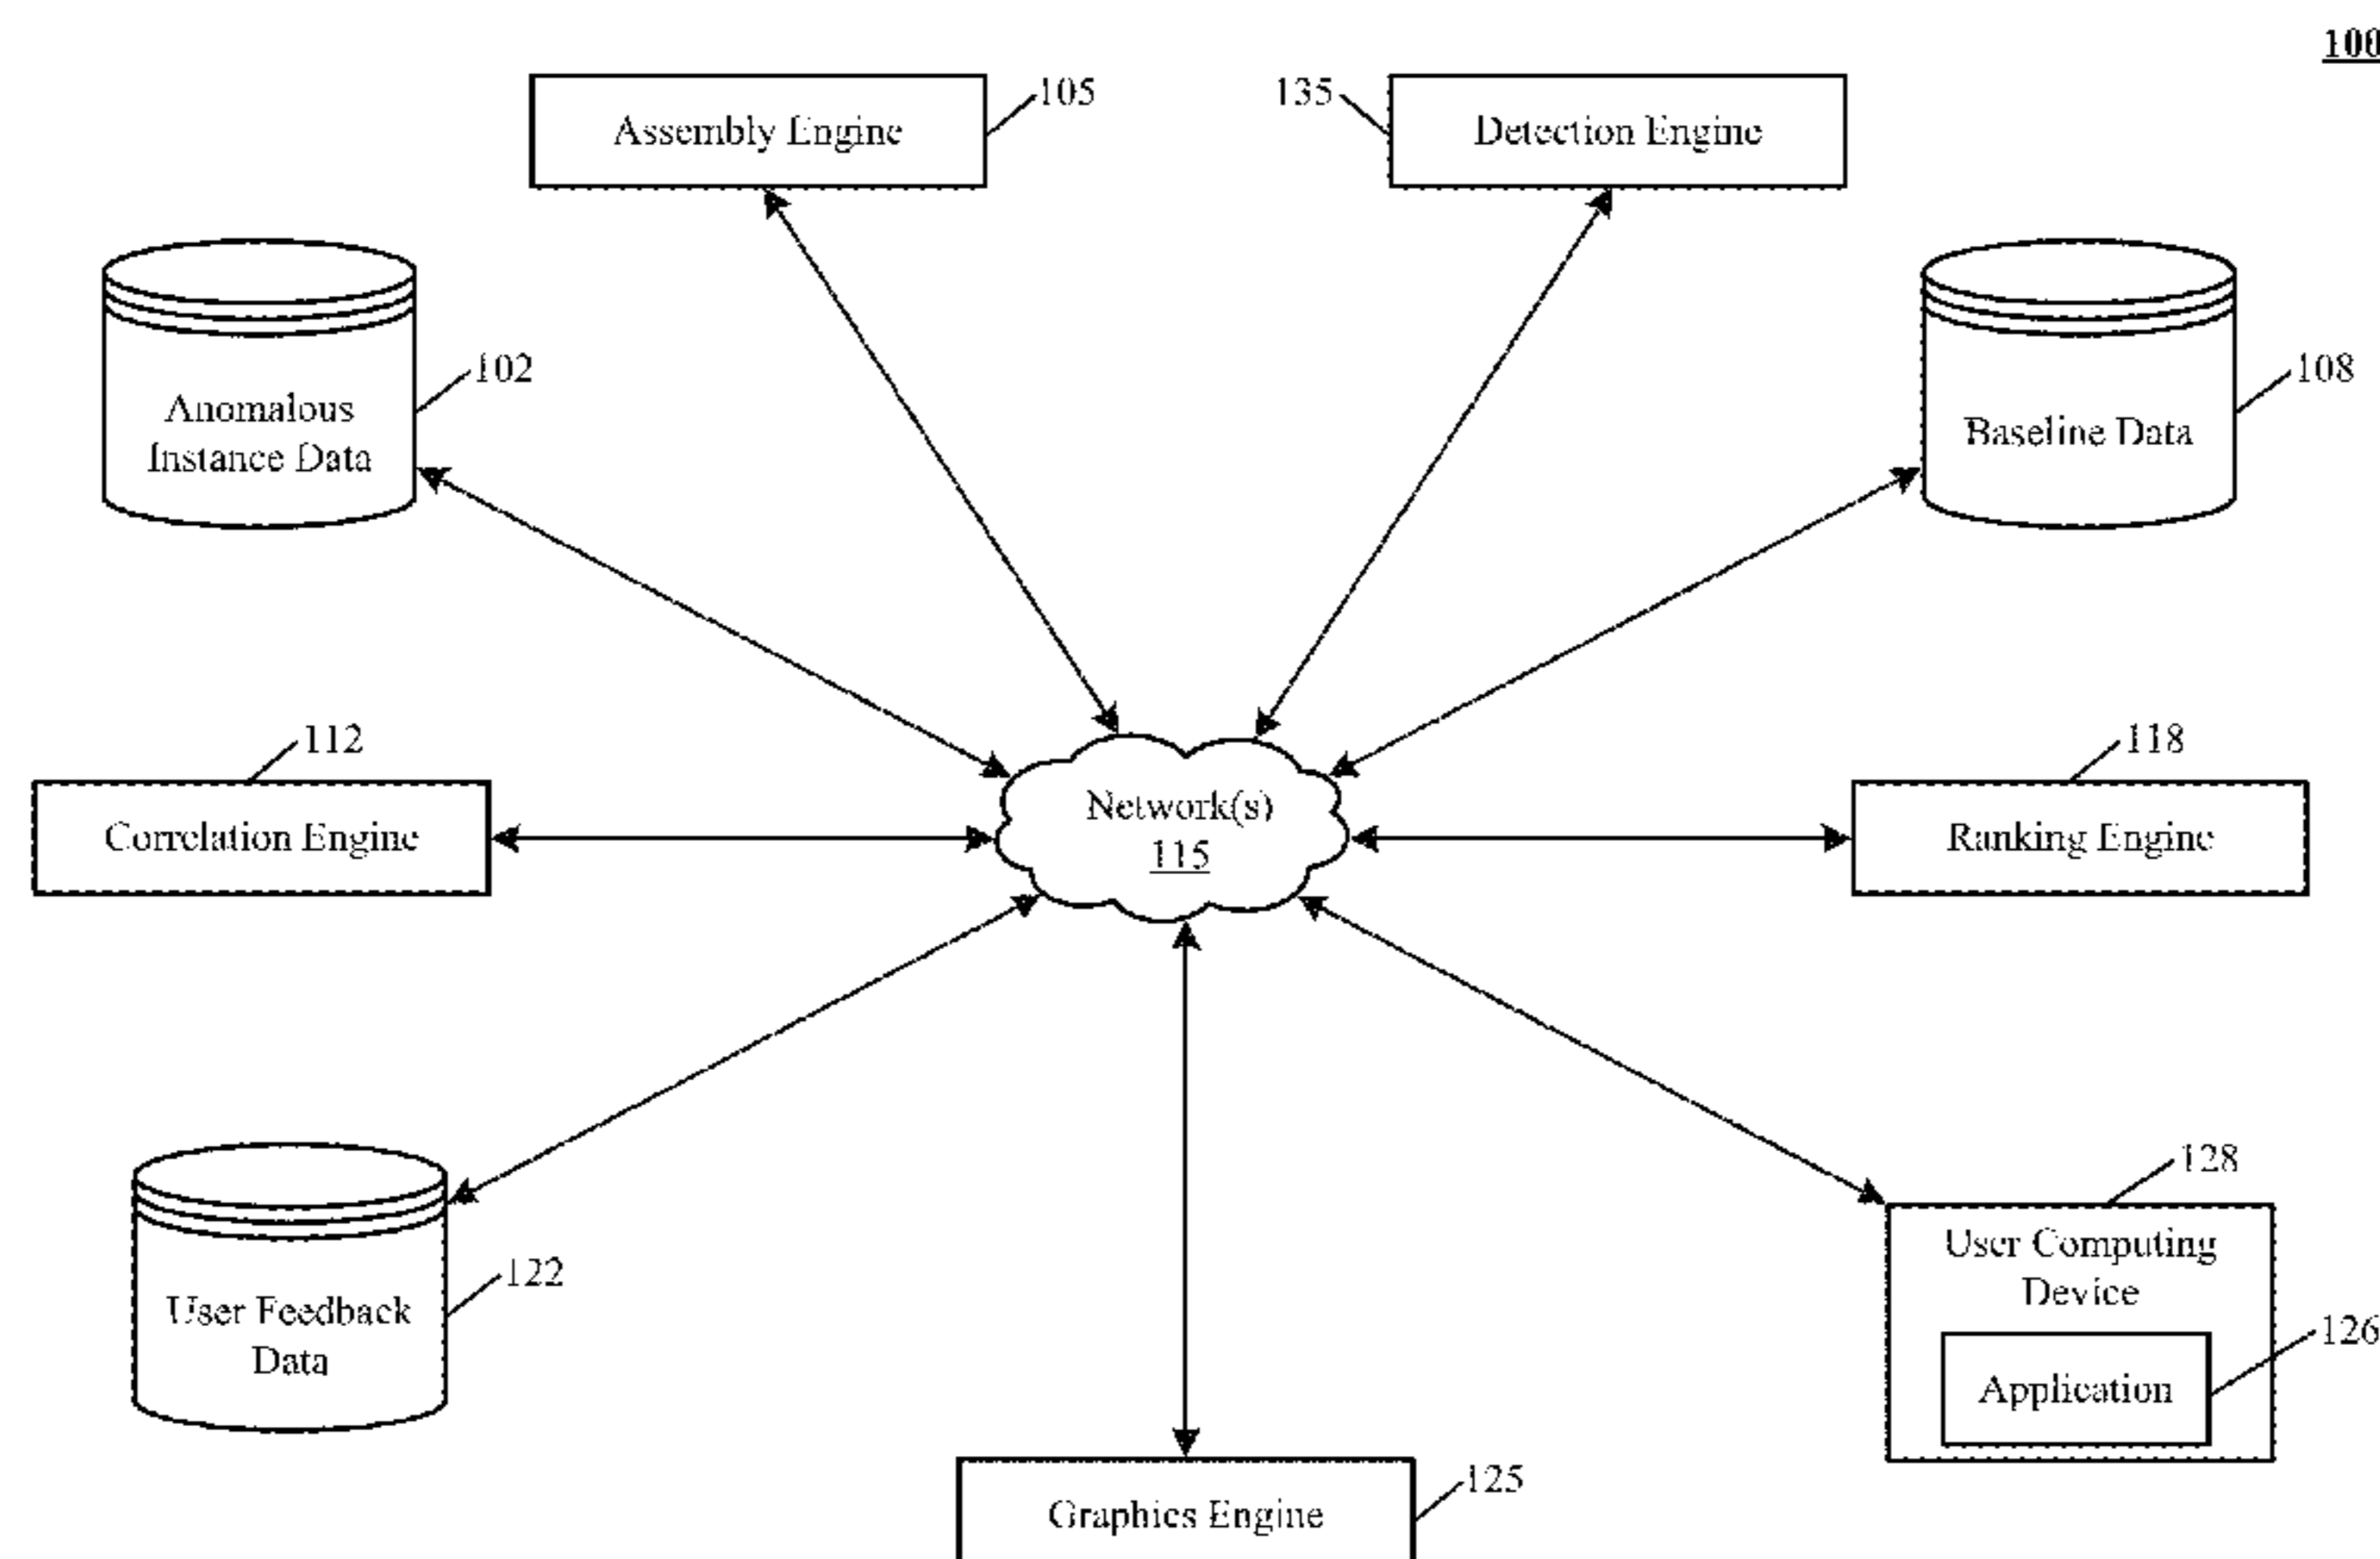 100
105
Assembly Engine
135
Detection Engine
102
Anomalous
Instance Data
108
Baseline Data
112
Correlation Engine
Network(s)
115
118
Ranking Engine
122
User Feedback
Data
128
User Computing
Device
126
Application
125
Graphics Engine